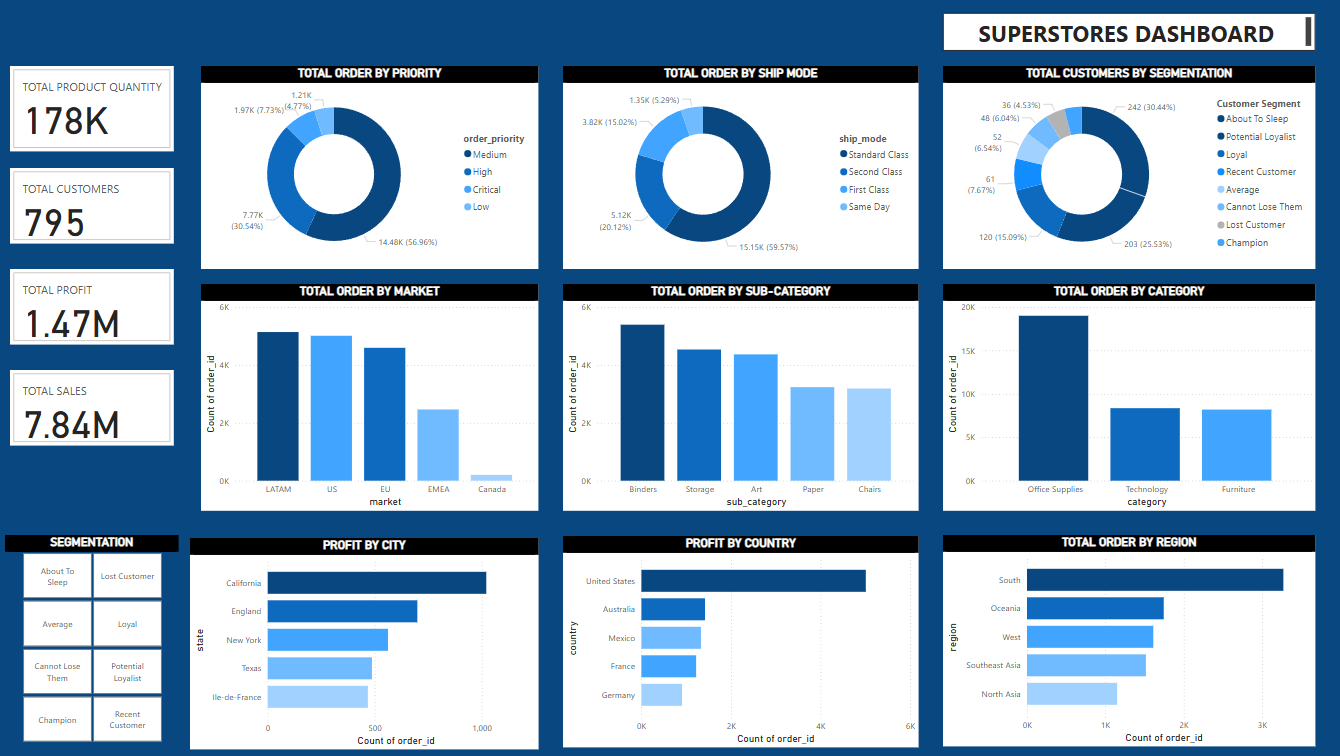 SUPERSTORES DASHBOARD
TOTAL PRODUCT QUANTITY
178K
TOTAL CUSTOMERS
795
TOTAL PROFIT
1.47M
TOTAL SALES
7.84M
TOTAL ORDER BY PRIORITY
1.21K
(4.77%)
1.97K (7.73%)
7.77K
(30.54%)
14.48K (56.96%)
order_priority
Medium
High
Critical
Low
TOTAL ORDER BY SHIP MODE
1.35K (5.29%)
3.82K (15.02%)
5.12K
(20.12%)
15.15K (59.57%)
ship_mode
Standard Class
Second Class
First Class
Same Day
TOTAL CUSTOMERS BY SEGMENTATION
36 (4.53%)
48 (6.04%)
52
(6.54%)
61
(7.67%)
120 (15.09%)
242 (30.44%)
203 (25.53%)
Customer Segment
About To Sleep
Potential Loyalist
Loyal
Recent Customer
Average
Cannot Lose Them
Lost Customer
Champion
TOTAL ORDER BY MARKET
Count of order_id
6K
4K
2K
0K
LATAM US EU EMEA Canada
market
TOTAL ORDER BY SUB-CATEGORY
Count of order_id
6K
4K
2K
0K
Binders Storage Art Paper Chairs
sub_category
TOTAL ORDER BY CATEGORY
Count of order_id
20K
15K
10K
5K
0K
Office Supplies Technology Furniture
category
SEGMENTATION
About To
Sleep
Lost Customer
Average
Loyal
Cannot Lose
Them
Potential
Loyalist
Champion
Recent
Customer
PROFIT BY CITY
state
California
England
New York
Texas
Ile-de-France
0 500 1,000
Count of order_id
PROFIT BY COUNTRY
country
United States
Australia
Mexico
France
Germany
0K 2K 4K 6K
Count of order_id
TOTAL ORDER BY REGION
region
South
Oceania
West
Southeast Asia
North Asia
0K 1K 2K 3K
Count of order_id